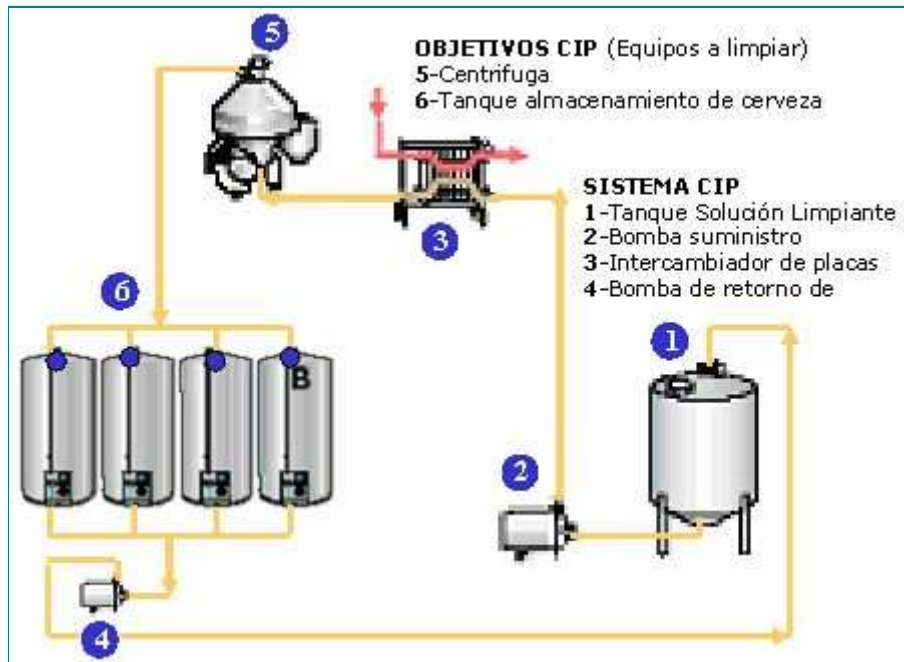 5
OBJETIVOS CIP (Equipos a limpiar)
5-Centrifuga
6-Tanque almacenamiento de cerveza
SISTEMA CIP
1-Tanque Solución Limpiante
2-Bomba suministro
3-Intercambiador de placas
4-Bomba de retorno de
3
6
1
B
2
4